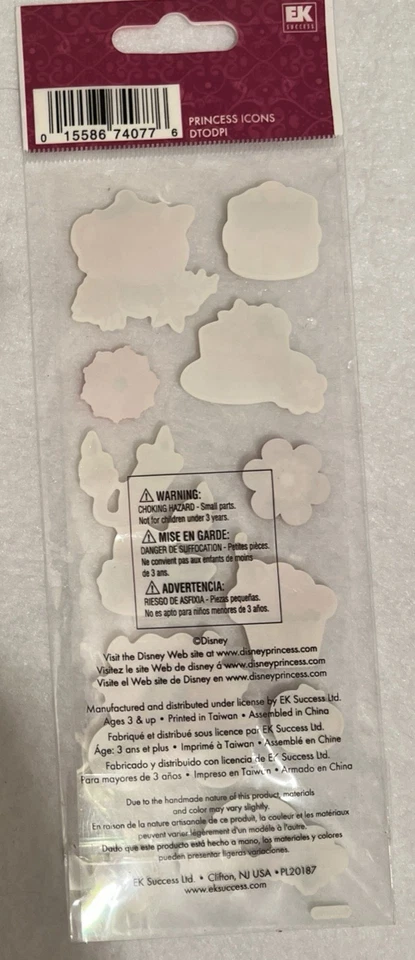 EK
SUCCESS
0 15586 74077 6
PRINCESS ICONS
DTODPI
⚠ WARNING:
CHOKING HAZARD - Small parts.
Not for children under 3 years.
⚠ MISE EN GARDE:
DANGER DE SUFFOCATION - Petites pièces.
Ne convient pas aux enfants de moins
de 3 ans.
⚠ ADVERTENCIA:
RIESGO DE ASFIXIA - Piezas pequeñas.
No es apto para niños menores de 3 años.
©Disney
Visit the Disney Web site at www.disneyprincess.com
Visitez le site Web de disney á www.disneyprincess.com
Visite el Web site de Disney en www.disneyprincess.com
Manufactured and distributed under license by EK Success Ltd.
Ages 3 & up • Printed in Taiwan • Assembled in China
Fabriqué et distribué sous licence par EK Success Ltd.
Âge: 3 ans et plus • Imprimé à Taiwan • Assemblé en Chine
Fabricado y distribuido con licencia de EK Success Ltd.
Para mayores de 3 años • Impreso en Taiwan • Armado en China
Due to the handmade nature of this product, materials
and color may vary slightly.
En raison de la nature artisanale de ce produit, la couleur et les matériaux
peuvent varier légèrement d'un modèle à l'autre.
Dado que este producto está hecho a mano, los materiales y colores
pueden presentar ligeras variaciones.
EK Success Ltd. • Clifton, NJ USA • PL20187
www.eksuccess.com